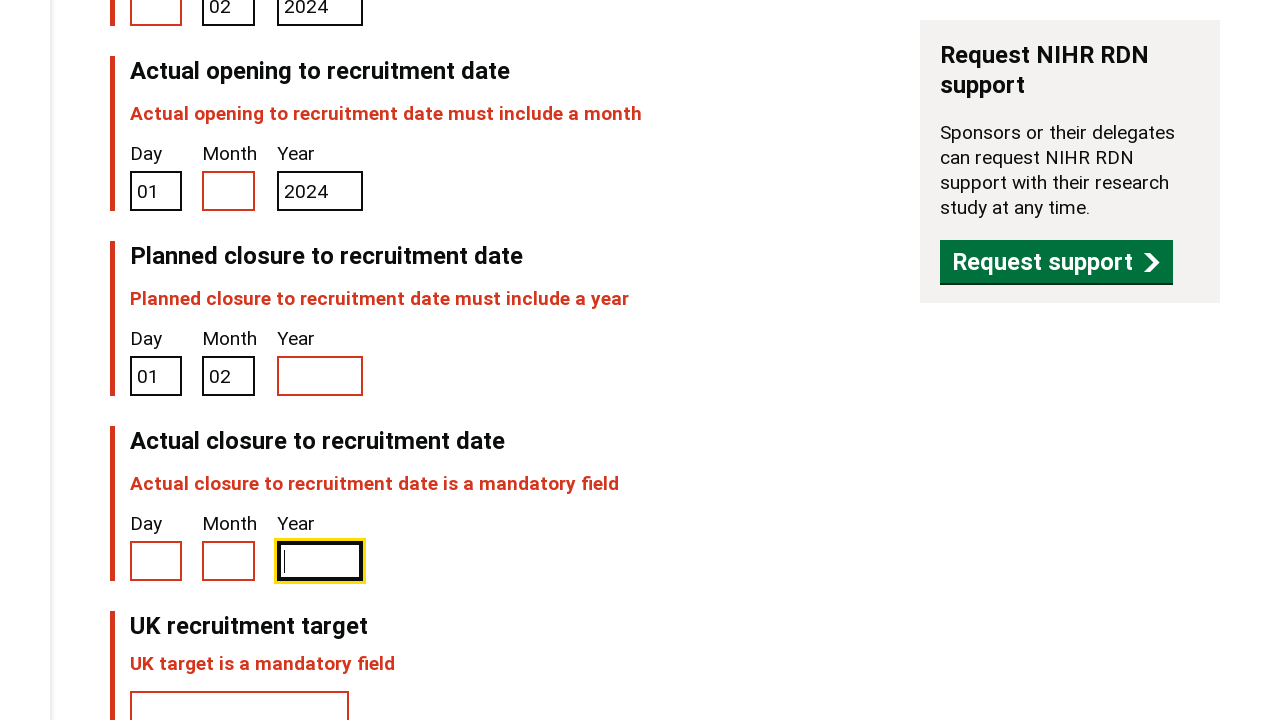 02 2024
Actual opening to recruitment date
Actual opening to recruitment date must include a month
Day Month Year
01 2024
Planned closure to recruitment date
Planned closure to recruitment date must include a year
Day Month Year
01 02
Actual closure to recruitment date
Actual closure to recruitment date is a mandatory field
Day Month Year
UK recruitment target
UK target is a mandatory field
Request NIHR RDN
support
Sponsors or their delegates
can request NIHR RDN
support with their research
study at any time.
Request support